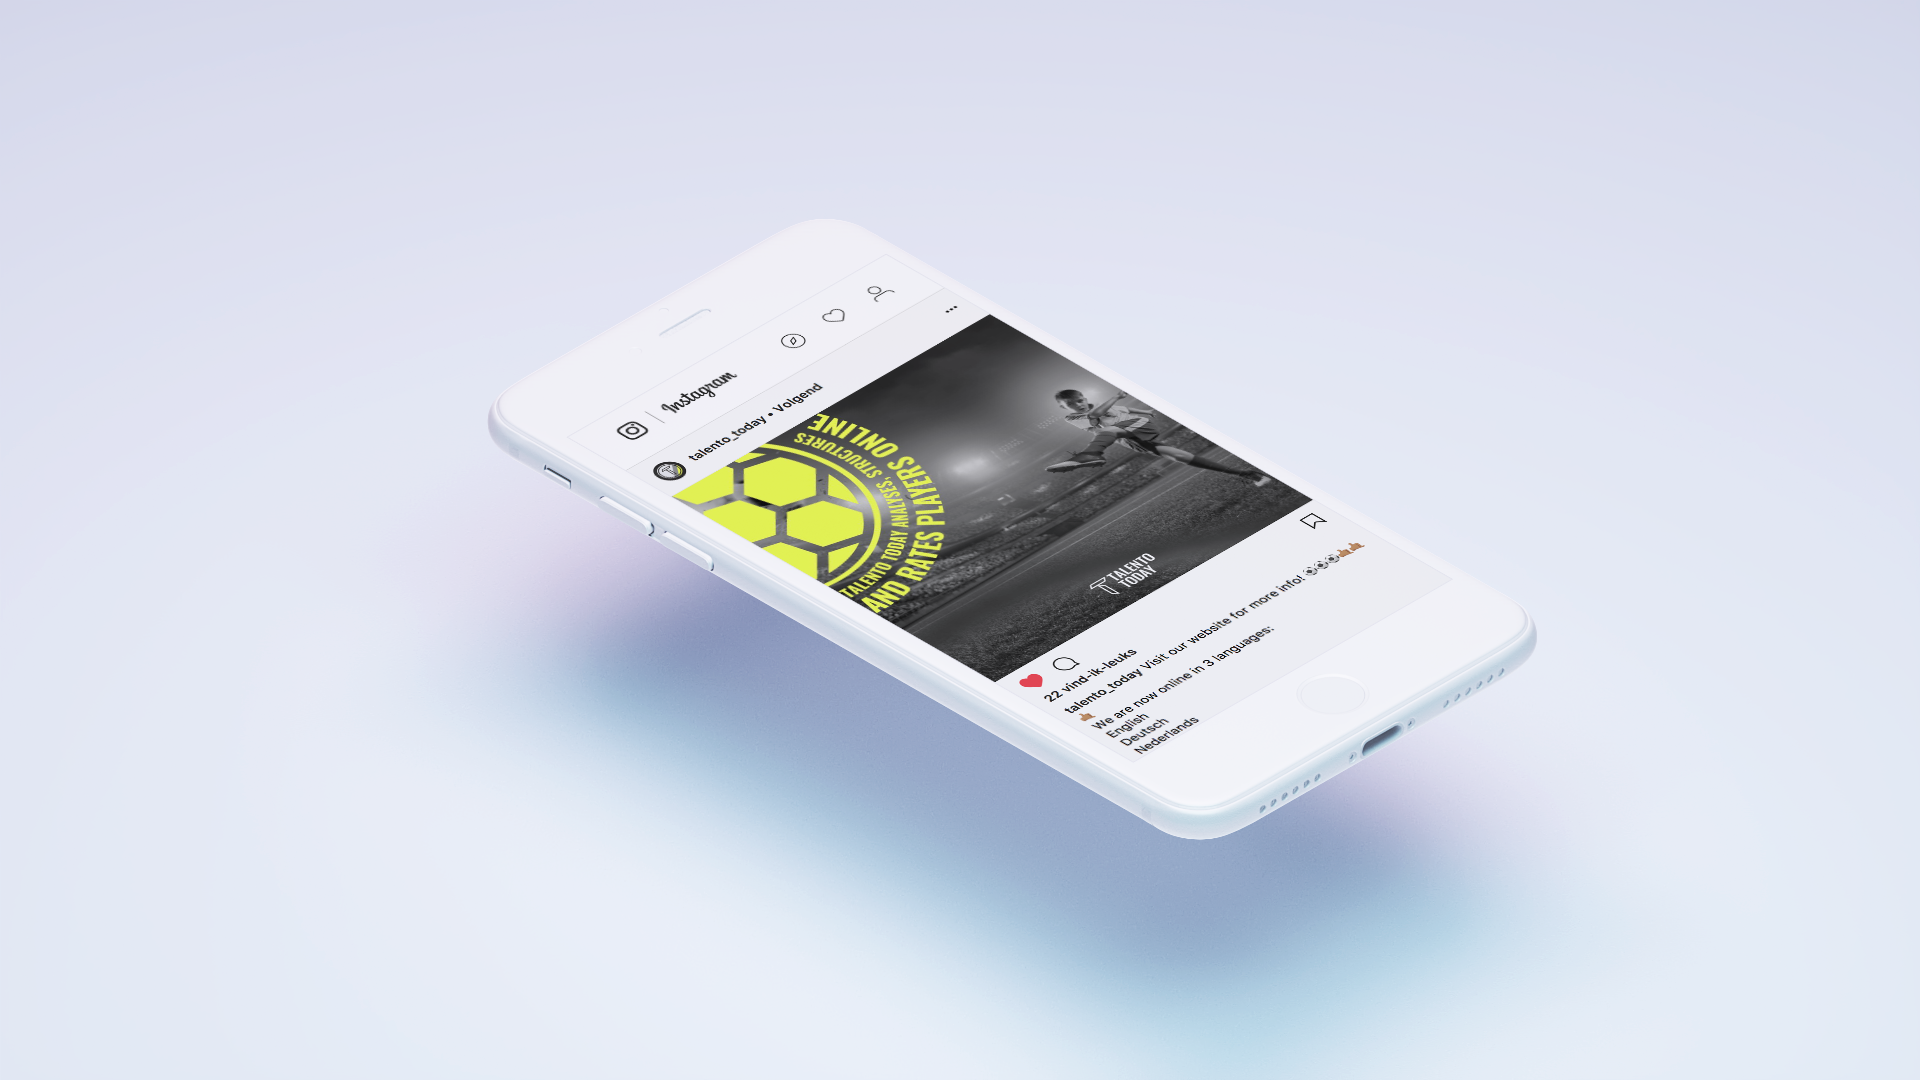 Instagram
talento_today • Volgend
TALENTO TODAY ANALYSES, STRUCTURES
AND RATES PLAYERS ONLINE
TALENTO
TODAY
22 vind-ik-leuks
talento_today Visit our website for more info! ⚽⚽⚽👍🏾👍🏾
👍🏾 We are now online in 3 languages:
English
Deutsch
Nederlands